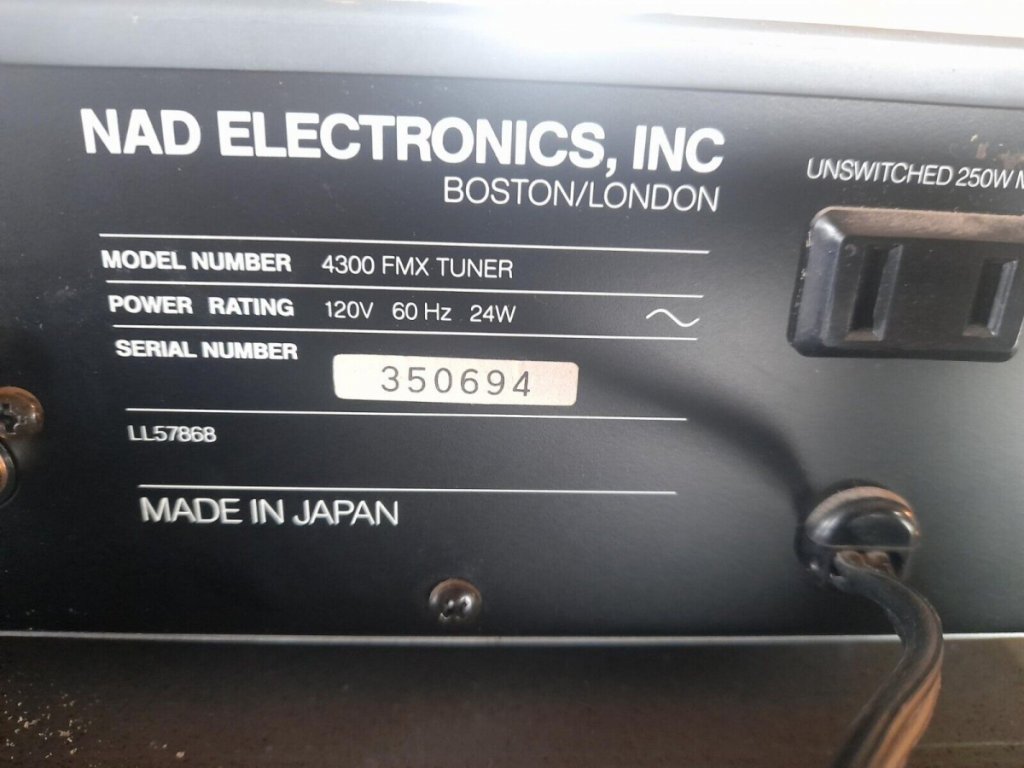 NAD ELECTRONICS, INC
BOSTON/LONDON
UNSWITCHED 250W
MODEL NUMBER 4300 FMX TUNER
POWER RATING 120V 60 Hz 24W
SERIAL NUMBER
350694
LL57868
MADE IN JAPAN